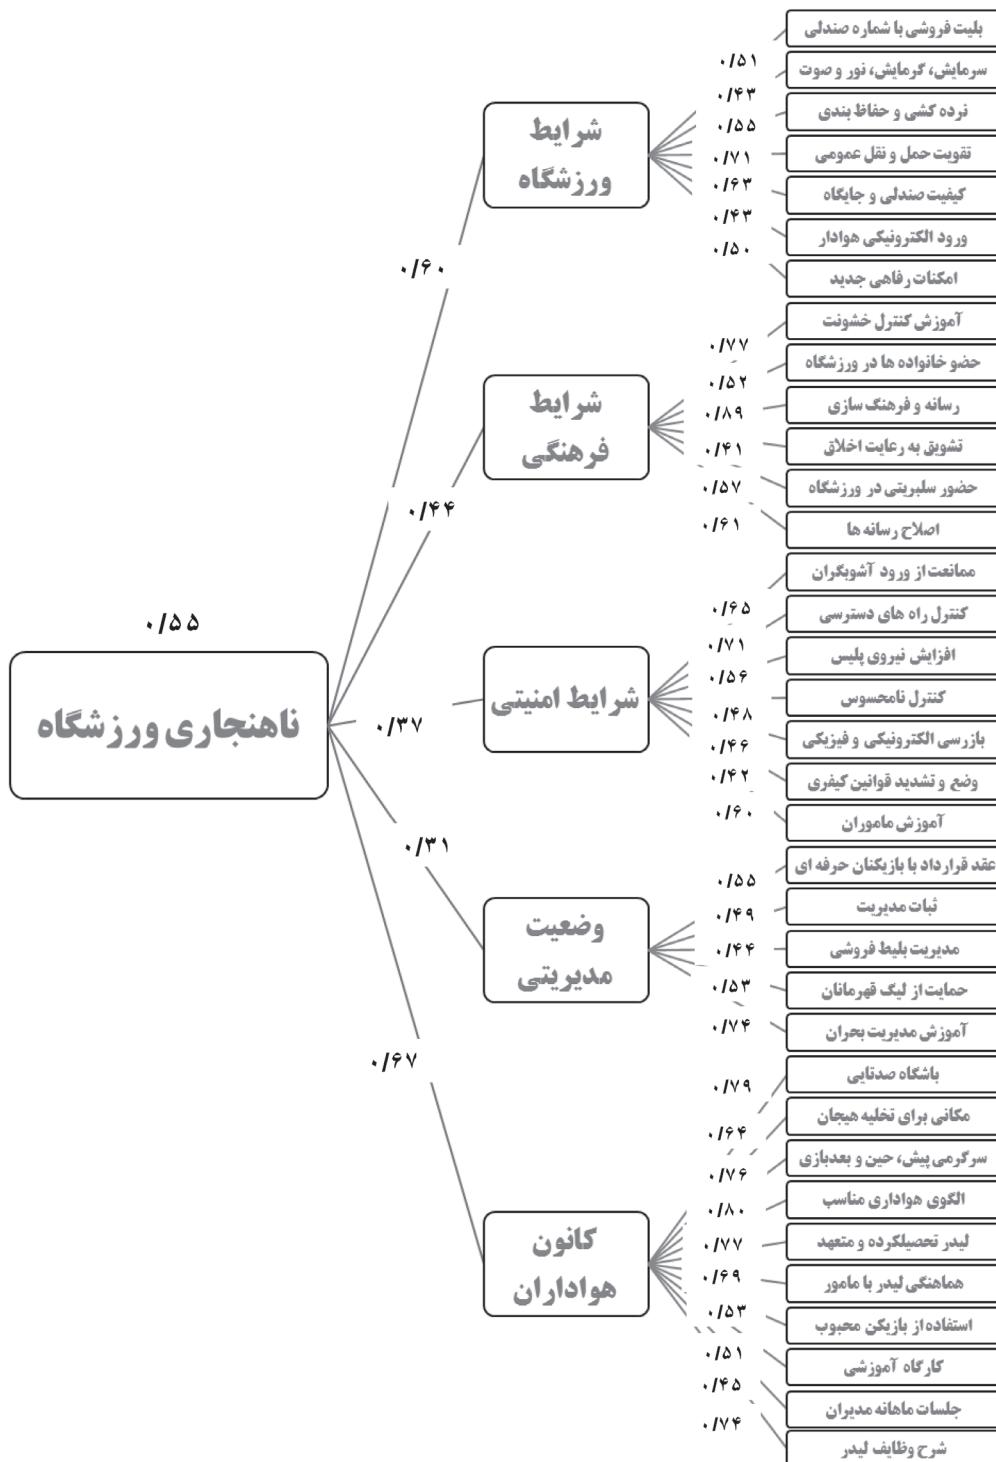 بلیت فروشی با شماره صندلی
سرمایش، گرمایش، نور و صوت
نرده کشی و حفاظ بندی
تقویت حمل و نقل عمومی
کیفیت صندلی و جایگاه
ورود الکترونیکی هوادار
امکنات رفاهی جدید
۰/۵۱
۰/۴۳
۰/۵۵
۰/۷۱
۰/۶۳
۰/۴۳
۰/۵۰
شرایط
ورزشگاه
۰/۶۰
آموزش کنترل خشونت
حضو خانواده ها در ورزشگاه
رسانه و فرهنگ سازی
تشویق به رعایت اخلاق
حضور سلبریتی در ورزشگاه
اصلاح رسانه ها
۰/۷۷
۰/۵۲
۰/۸۹
۰/۴۱
۰/۵۷
۰/۶۱
شرایط
فرهنگی
۰/۴۴
ممانعت از ورود آشوبگران
کنترل راه های دسترسی
افزایش نیروی پلیس
کنترل نامحسوس
بازرسی الکترونیکی و فیزیکی
وضع و تشدید قوانین کیفری
آموزش ماموران
۰/۶۵
۰/۷۱
۰/۵۶
۰/۴۸
۰/۴۶
۰/۴۲
۰/۶۰
شرایط امنیتی
۰/۳۷
۰/۵۵
ناهنجاری ورزشگاه
عقد قرارداد با بازیکنان حرفه ای
ثبات مدیریت
مدیریت بلیط فروشی
حمایت از لیگ قهرمانان
آموزش مدیریت بحران
۰/۵۵
۰/۴۹
۰/۴۴
۰/۵۳
۰/۷۴
وضعیت
مدیریتی
۰/۳۱
باشگاه صدتایی
مکانی برای تخلیه هیجان
سرگرمی پیش، حین و بعدبازی
الگوی هواداری مناسب
لیدر تحصیلکرده و متعهد
هماهنگی لیدر با مامور
استفاده از بازیکن محبوب
کارگاه آموزشی
جلسات ماهانه مدیران
شرح وظایف لیدر
۰/۷۹
۰/۶۴
۰/۷۶
۰/۸۰
۰/۷۷
۰/۶۹
۰/۵۳
۰/۵۱
۰/۴۵
۰/۷۴
کانون
هواداران
۰/۶۷